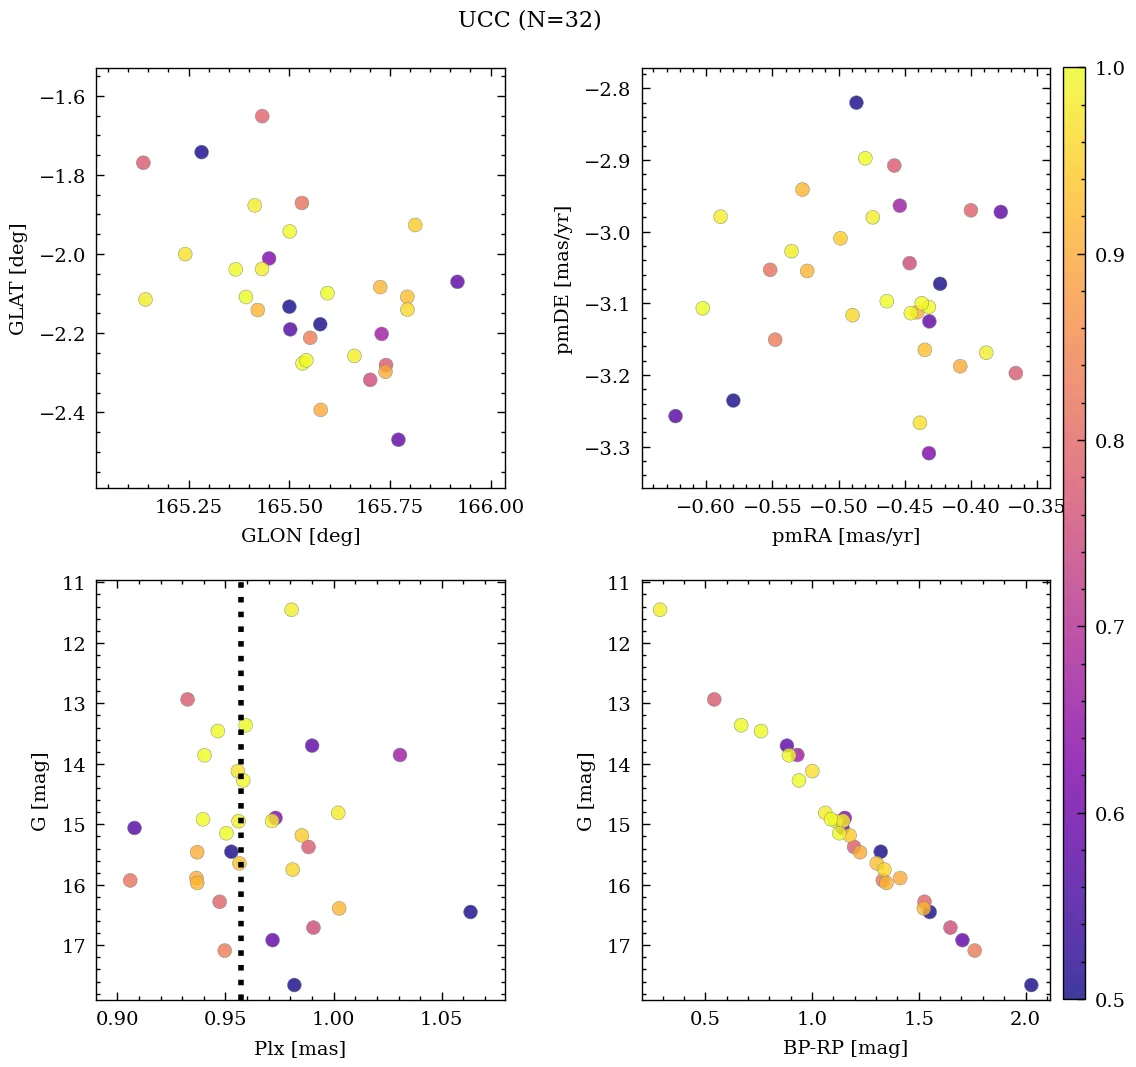 UCC (N=32)
−1.6
−1.8
−2.0
−2.2
−2.4
GLAT [deg]
165.25 165.50 165.75 166.00
GLON [deg]
−2.8
−2.9
−3.0
−3.1
−3.2
−3.3
pmDE [mas/yr]
−0.60 −0.55 −0.50 −0.45 −0.40 −0.35
pmRA [mas/yr]
1.0
0.9
0.8
0.7
0.6
0.5
11
12
13
14
15
16
17
G [mag]
0.90 0.95 1.00 1.05
Plx [mas]
11
12
13
14
15
16
17
G [mag]
0.5 1.0 1.5 2.0
BP-RP [mag]